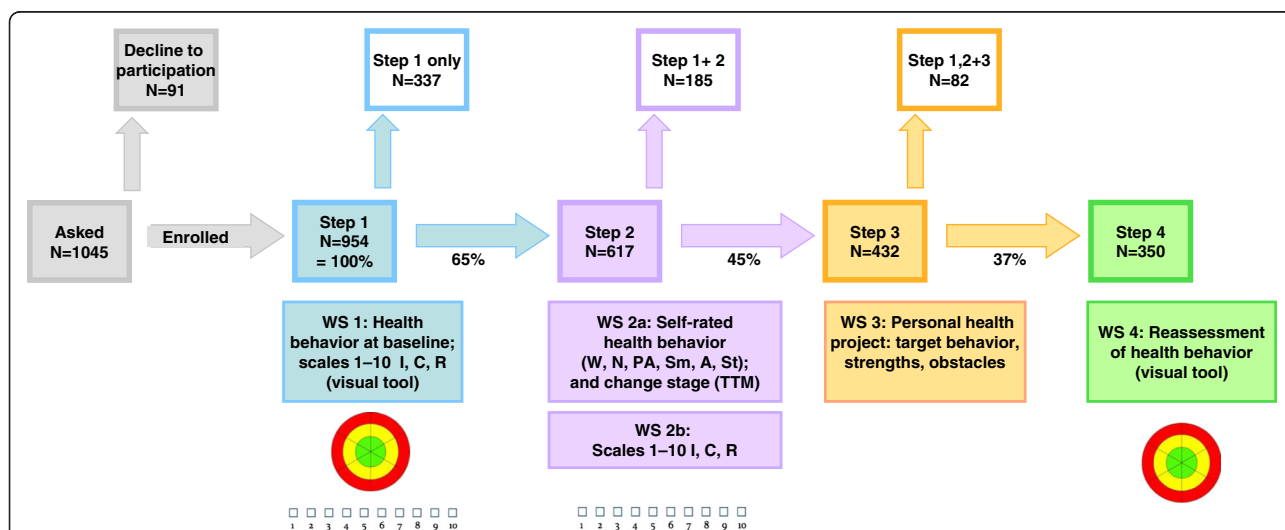 Decline to
participation
N=91
Step 1 only
N=337
Step 1+ 2
N=185
Step 1,2+3
N=82
Asked
N=1045
Enrolled
Step 1
N=954
= 100%
65%
Step 2
N=617
45%
Step 3
N=432
37%
Step 4
N=350
WS 1: Health
behavior at baseline;
scales 1–10 I, C, R
(visual tool)
WS 2a: Self-rated
health behavior
(W, N, PA, Sm, A, St);
and change stage (TTM)
WS 2b:
Scales 1–10 I, C, R
WS 3: Personal health
project: target behavior,
strengths, obstacles
WS 4: Reassessment
of health behavior
(visual tool)
1 2 3 4 5 6 7 8 9 10
1 2 3 4 5 6 7 8 9 10